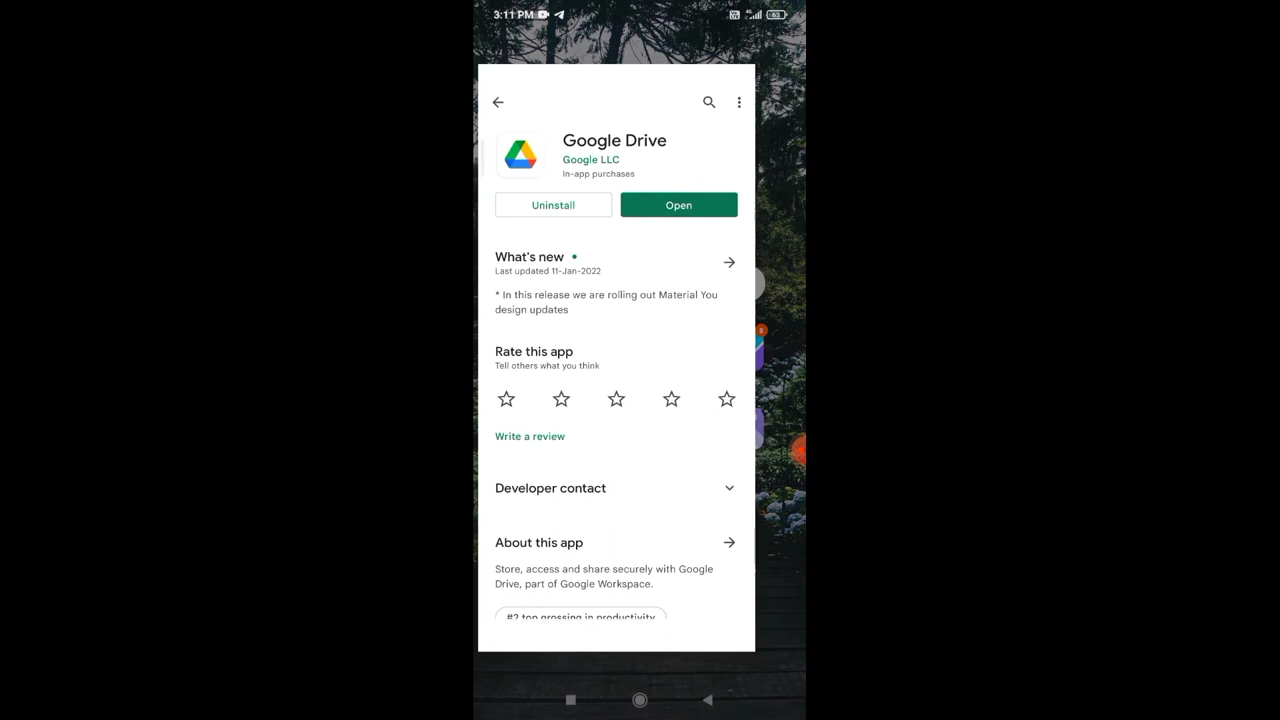 3:11 PM
63
Google Drive
Google LLC
In-app purchases
Uninstall
Open
What's new
Last updated 11-Jan-2022
* In this release we are rolling out Material You
design updates
8
Rate this app
Tell others what you think
Write a review
Developer contact
About this app
Store, access and share securely with Google
Drive, part of Google Workspace.
#2 top grossing in productivity